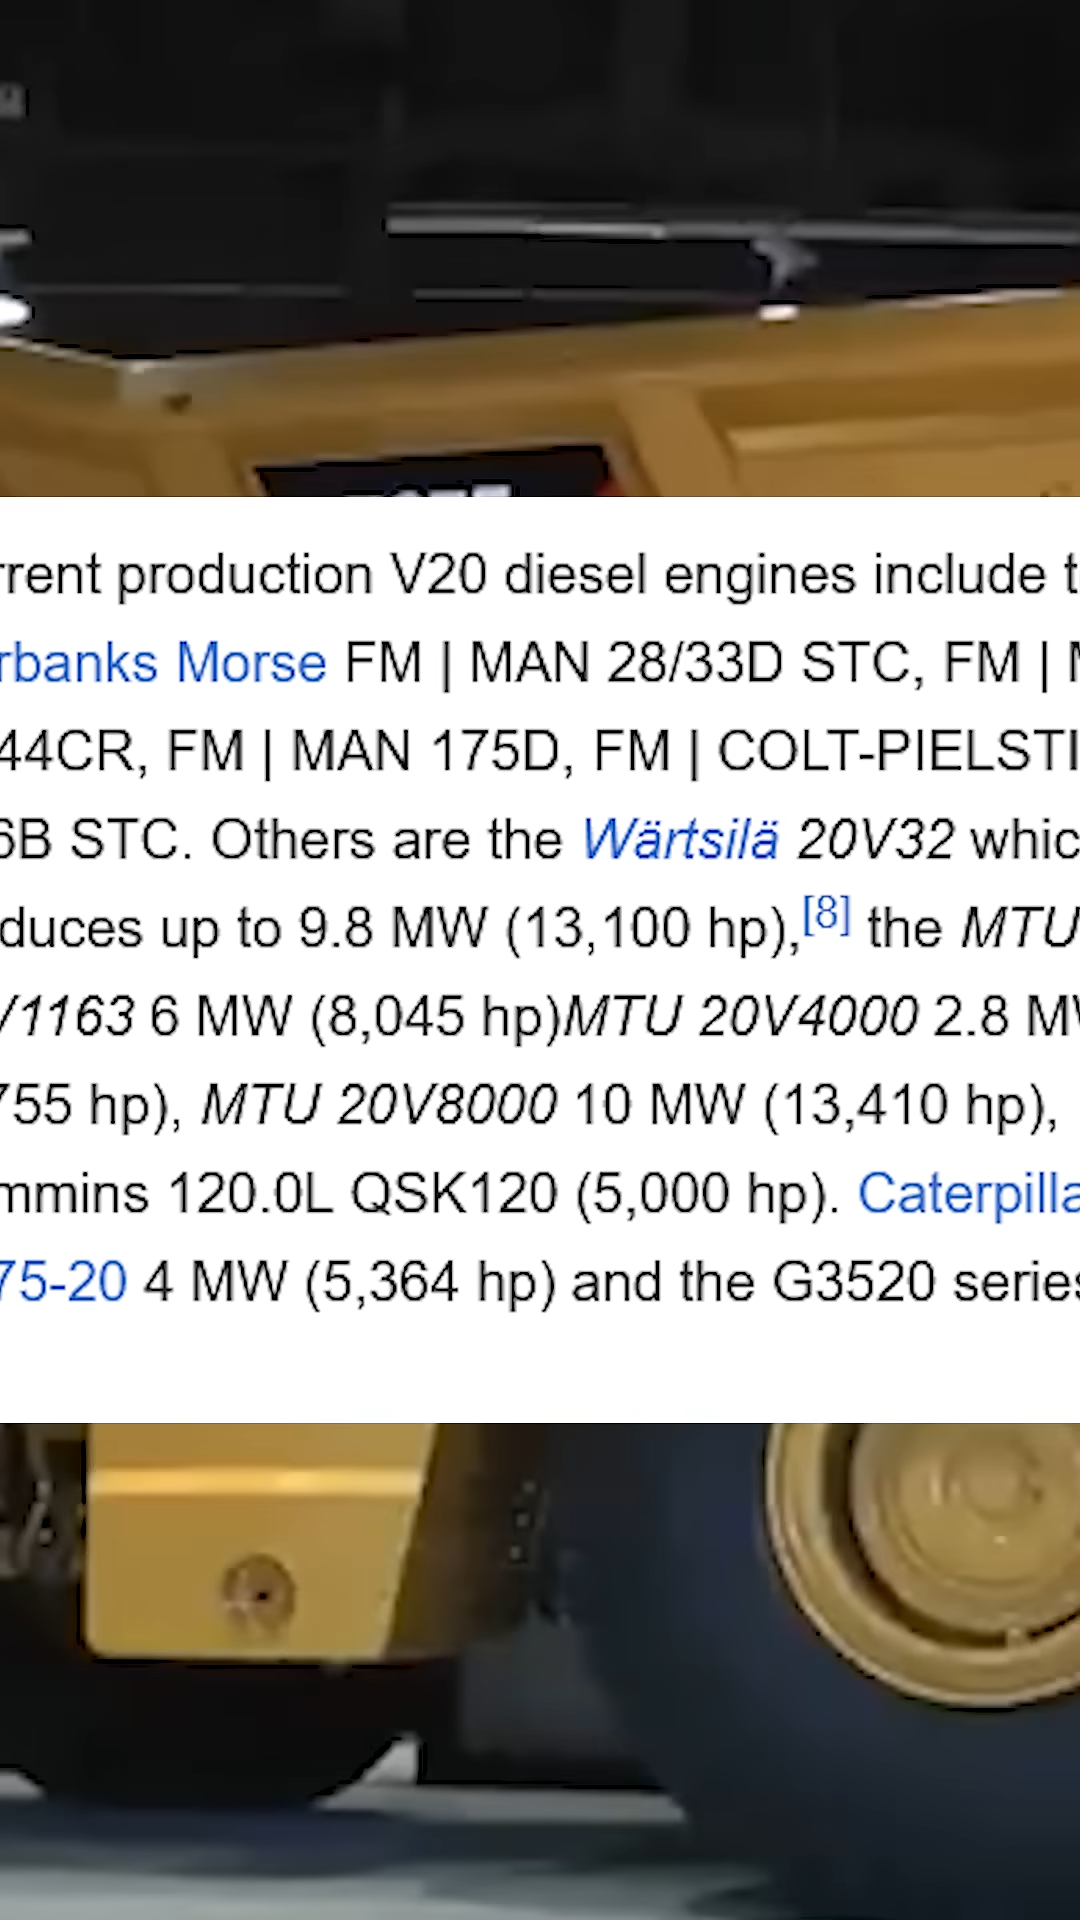 rrent production V20 diesel engines include t
rbanks Morse FM | MAN 28/33D STC, FM | M
44CR, FM | MAN 175D, FM | COLT-PIELSTI
6B STC. Others are the Wärtsilä 20V32 whic
duces up to 9.8 MW (13,100 hp),[8] the MTU
V1163 6 MW (8,045 hp)MTU 20V4000 2.8 MW
755 hp), MTU 20V8000 10 MW (13,410 hp),
mmins 120.0L QSK120 (5,000 hp). Caterpilla
75-20 4 MW (5,364 hp) and the G3520 series